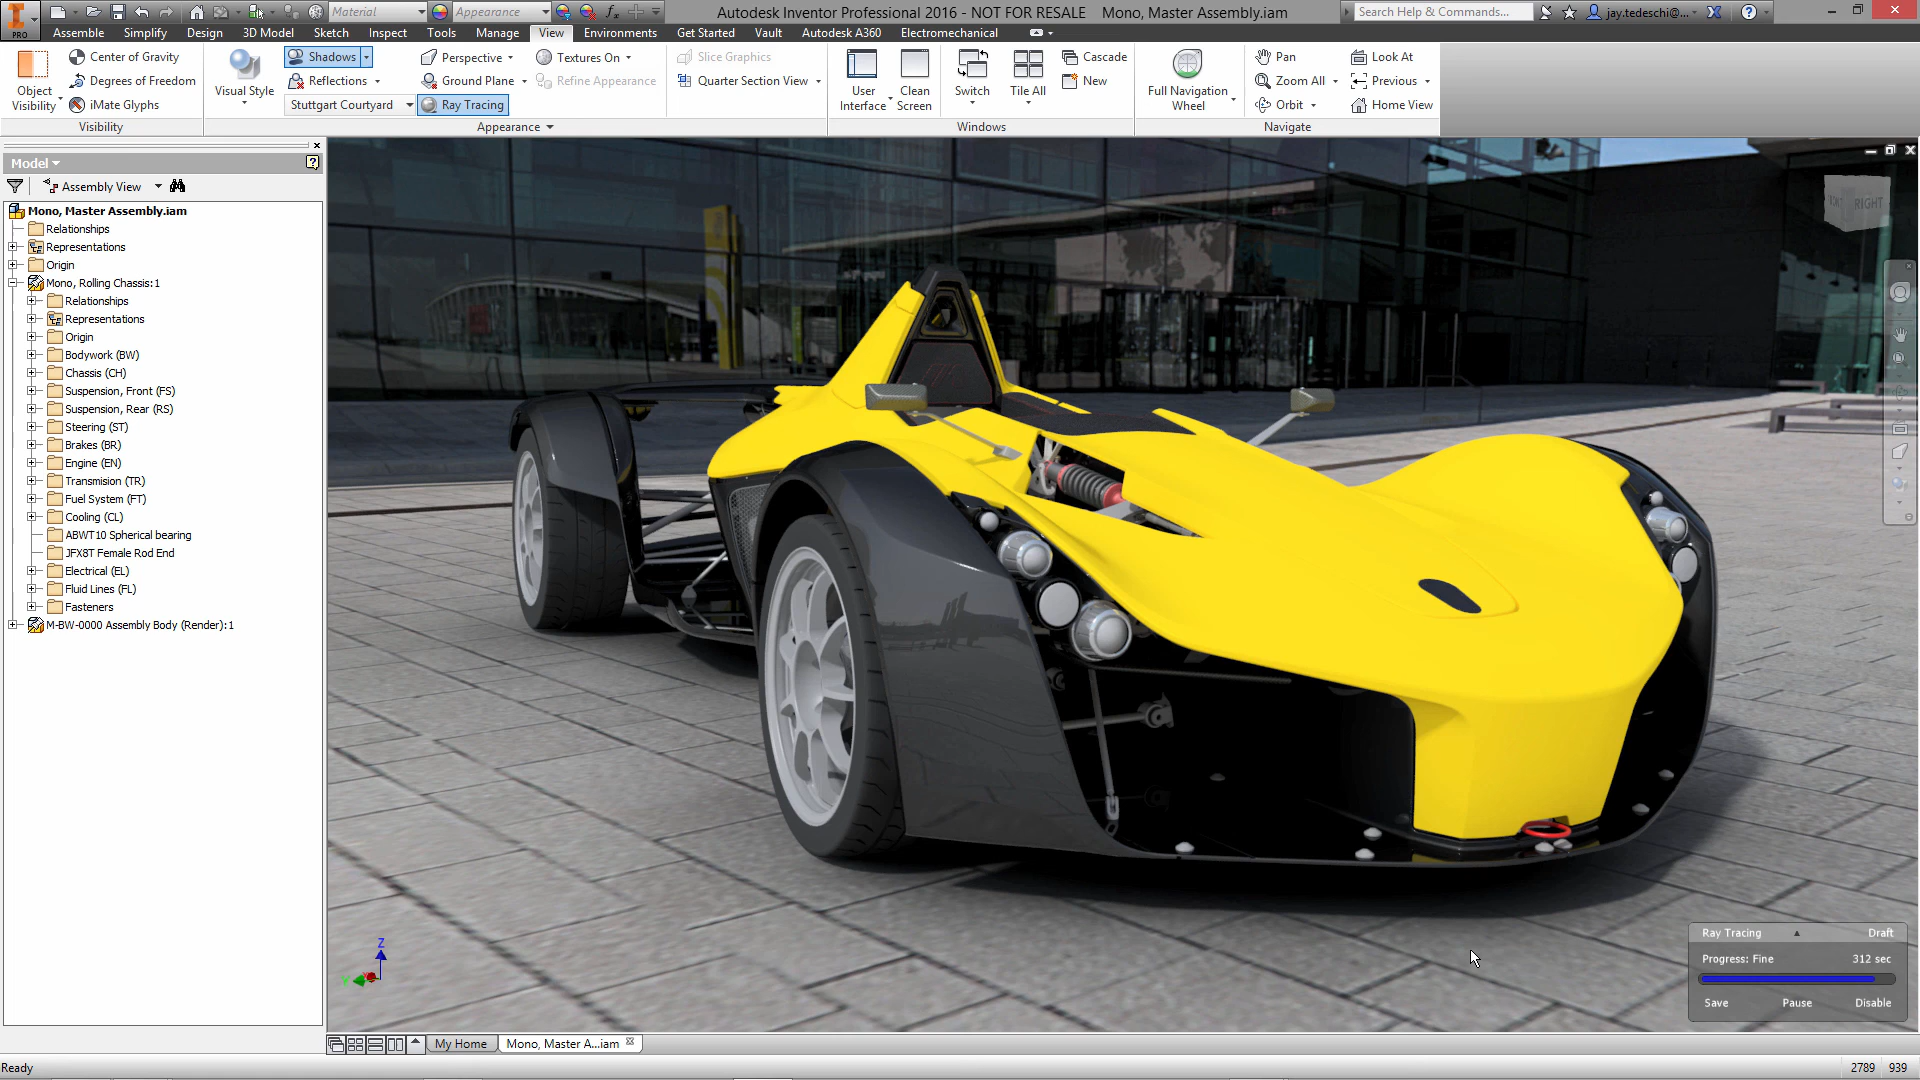 Material
Appearance
Autodesk Inventor Professional 2016 - NOT FOR RESALE Mono, Master Assembly.iam
Search Help & Commands...
jay.tedeschi@...
PRO
Assemble Simplify Design 3D Model Sketch Inspect Tools Manage View Environments Get Started Vault Autodesk A360 Electromechanical
Object Visibility
Center of Gravity
Degrees of Freedom
iMate Glyphs
Visibility
Visual Style
Shadows
Reflections
Stuttgart Courtyard
Perspective
Ground Plane
Ray Tracing
Textures On
Refine Appearance
Appearance
Slice Graphics
Quarter Section View
User Interface
Clean Screen
Switch
Tile All
Cascade
New
Windows
Full Navigation Wheel
Pan
Zoom All
Orbit
Look At
Previous
Home View
Navigate
Model
Assembly View
Mono, Master Assembly.iam
Relationships
Representations
Origin
Mono, Rolling Chassis:1
Relationships
Representations
Origin
Bodywork (BW)
Chassis (CH)
Suspension, Front (FS)
Suspension, Rear (RS)
Steering (ST)
Brakes (BR)
Engine (EN)
Transmision (TR)
Fuel System (FT)
Cooling (CL)
ABWT10 Spherical bearing
JFX8T Female Rod End
Electrical (EL)
Fluid Lines (FL)
Fasteners
M-BW-0000 Assembly Body (Render):1
RIGHT
Z
Y
Ray Tracing Draft
Progress: Fine 312 sec
Save Pause Disable
My Home
Mono, Master A...iam
Ready
2789 939